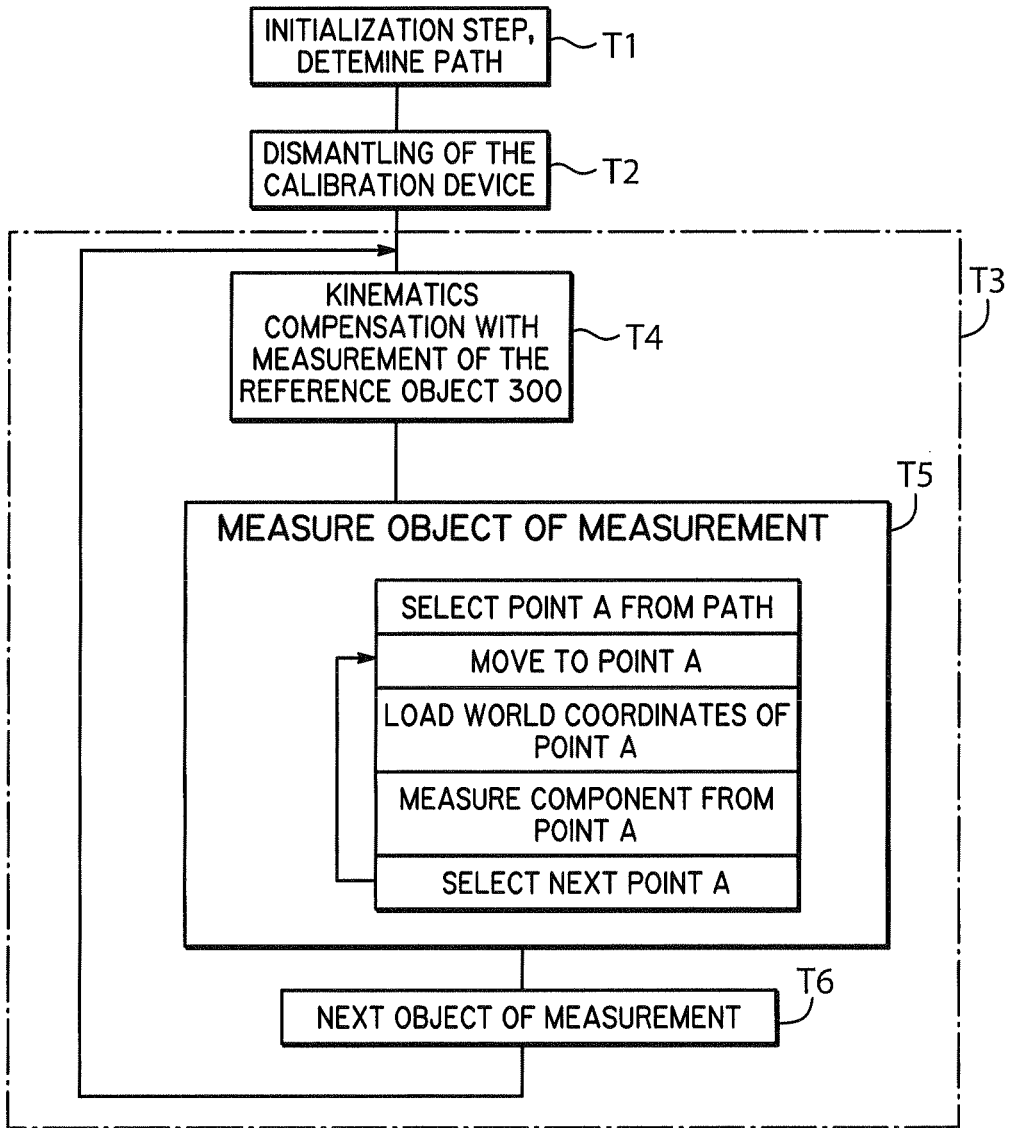 INITIALIZATION STEP,
DETEMINE PATH
T1
DISMANTLING OF THE
CALIBRATION DEVICE
T2
T3
KINEMATICS
COMPENSATION WITH
MEASUREMENT OF THE
REFERENCE OBJECT 300
T4
T5
MEASURE OBJECT OF MEASUREMENT
SELECT POINT A FROM PATH
MOVE TO POINT A
LOAD WORLD COORDINATES OF
POINT A
MEASURE COMPONENT FROM
POINT A
SELECT NEXT POINT A
T6
NEXT OBJECT OF MEASUREMENT